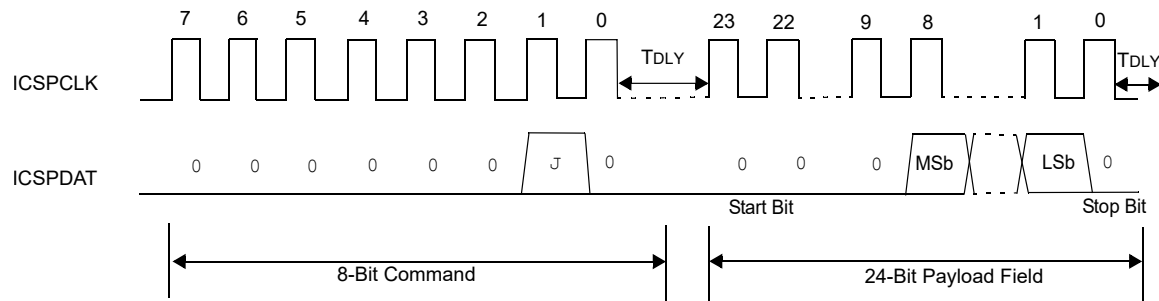 7 6 5 4 3 2 1 0 23 22 9 8 1 0
TDLY TDLY
ICSPCLK
ICSPDAT 0 0 0 0 0 0 J 0 0 0 0 MSb LSb 0
Start Bit Stop Bit
8-Bit Command 24-Bit Payload Field